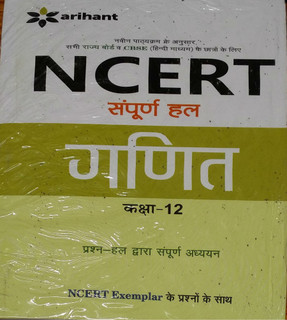 arihant
नवीन पाठ्यक्रम के अनुसार
सभी राज्य बोर्ड व CBSE (हिन्दी माध्यम) के छात्रों के लिए
NCERT
संपूर्ण हल
गणित
कक्षा-12
प्रश्न-हल द्वारा संपूर्ण अध्ययन
NCERT Exemplar के प्रश्नों के साथ